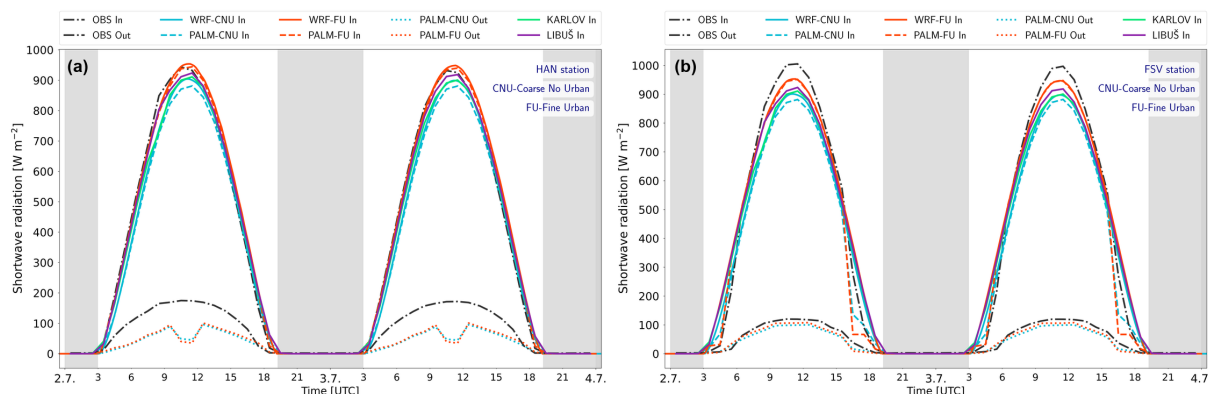 OBS In WRF-CNU In WRF-FU In PALM-CNU Out KARLOV In
OBS Out PALM-CNU In PALM-FU In PALM-FU Out LIBUŠ In
(a)
HAN station
CNU-Coarse No Urban
FU-Fine Urban
Shortwave radiation [W m⁻²]
1000
900
800
700
600
500
400
300
200
100
0
2.7. 3 6 9 12 15 18 21 3.7. 3 6 9 12 15 18 21 4.7.
Time [UTC]
OBS In WRF-CNU In WRF-FU In PALM-CNU Out KARLOV In
OBS Out PALM-CNU In PALM-FU In PALM-FU Out LIBUŠ In
(b)
FSV station
CNU-Coarse No Urban
FU-Fine Urban
Shortwave radiation [W m⁻²]
1000
900
800
700
600
500
400
300
200
100
0
2.7. 3 6 9 12 15 18 21 3.7. 3 6 9 12 15 18 21 4.7
Time [UTC]